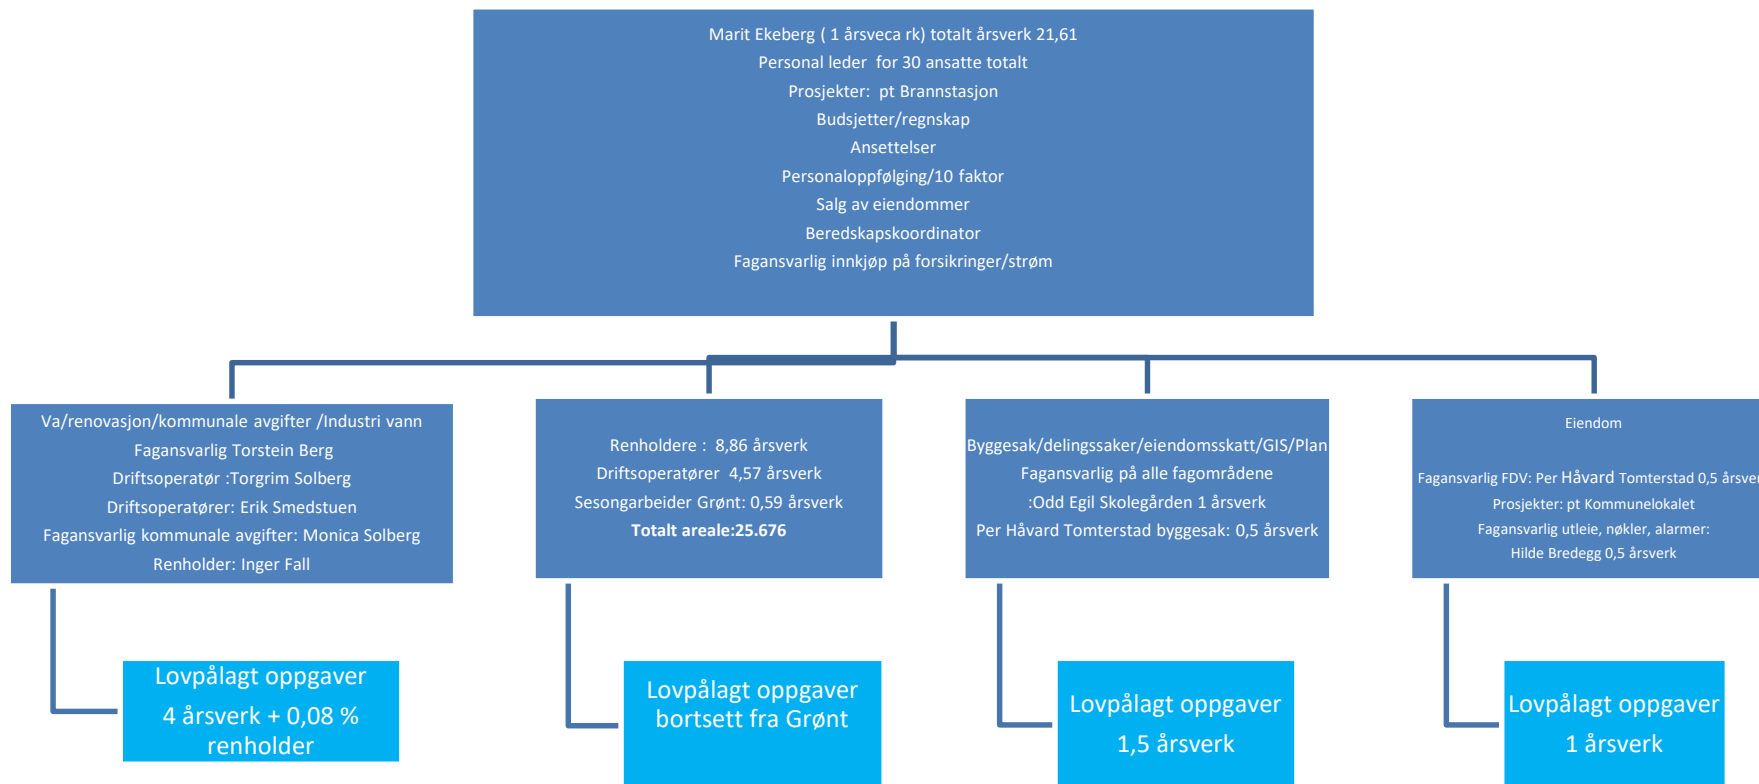 Marit Ekeberg ( 1 årsveca rk) totalt årsverk 21,61
Personal leder for 30 ansatte totalt
Prosjekter: pt Brannstasjon
Budsjetter/regnskap
Ansettelser
Personaloppfølging/10 faktor
Salg av eiendommer
Beredskapskoordinator
Fagansvarlig innkjøp på forsikringer/strøm
Va/renovasjon/kommunale avgifter /Industri vann
Fagansvarlig Torstein Berg
Driftsoperatør :Torgrim Solberg
Driftsoperatører: Erik Smedstuen
Fagansvarlig kommunale avgifter: Monica Solberg
Renholder: Inger Fall
Lovpålagt oppgaver
4 årsverk + 0,08 %
renholder
Renholdere : 8,86 årsverk
Driftsoperatører 4,57 årsverk
Sesongarbeider Grønt: 0,59 årsverk
Totalt areale:25.676
Lovpålagt oppgaver
bortsett fra Grønt
Byggesak/delingssaker/eiendomsskatt/GIS/Plan
Fagansvarlig på alle fagområdene
:Odd Egil Skolegården 1 årsverk
Per Håvard Tomterstad byggesak: 0,5 årsverk
Lovpålagt oppgaver
1,5 årsverk
Eiendom
Fagansvarlig FDV: Per Håvard Tomterstad 0,5 årsver
Prosjekter: pt Kommunelokalet
Fagansvarlig utleie, nøkler, alarmer:
Hilde Bredegg 0,5 årsverk
Lovpålagt oppgaver
1 årsverk